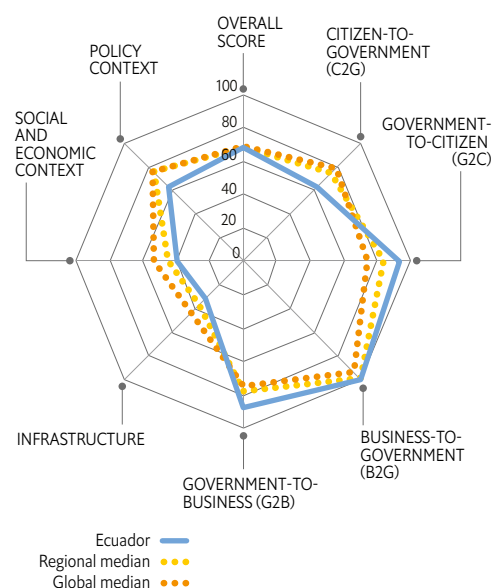 OVERALL
SCORE
CITIZEN-TO-
GOVERNMENT
(C2G)
POLICY
CONTEXT
GOVERNMENT-
TO-CITIZEN
(G2C)
SOCIAL
AND
ECONOMIC
CONTEXT
100
80
60
40
20
0
INFRASTRUCTURE
BUSINESS-TO-
GOVERNMENT
(B2G)
GOVERNMENT-TO-
BUSINESS (G2B)
Ecuador
Regional median
Global median